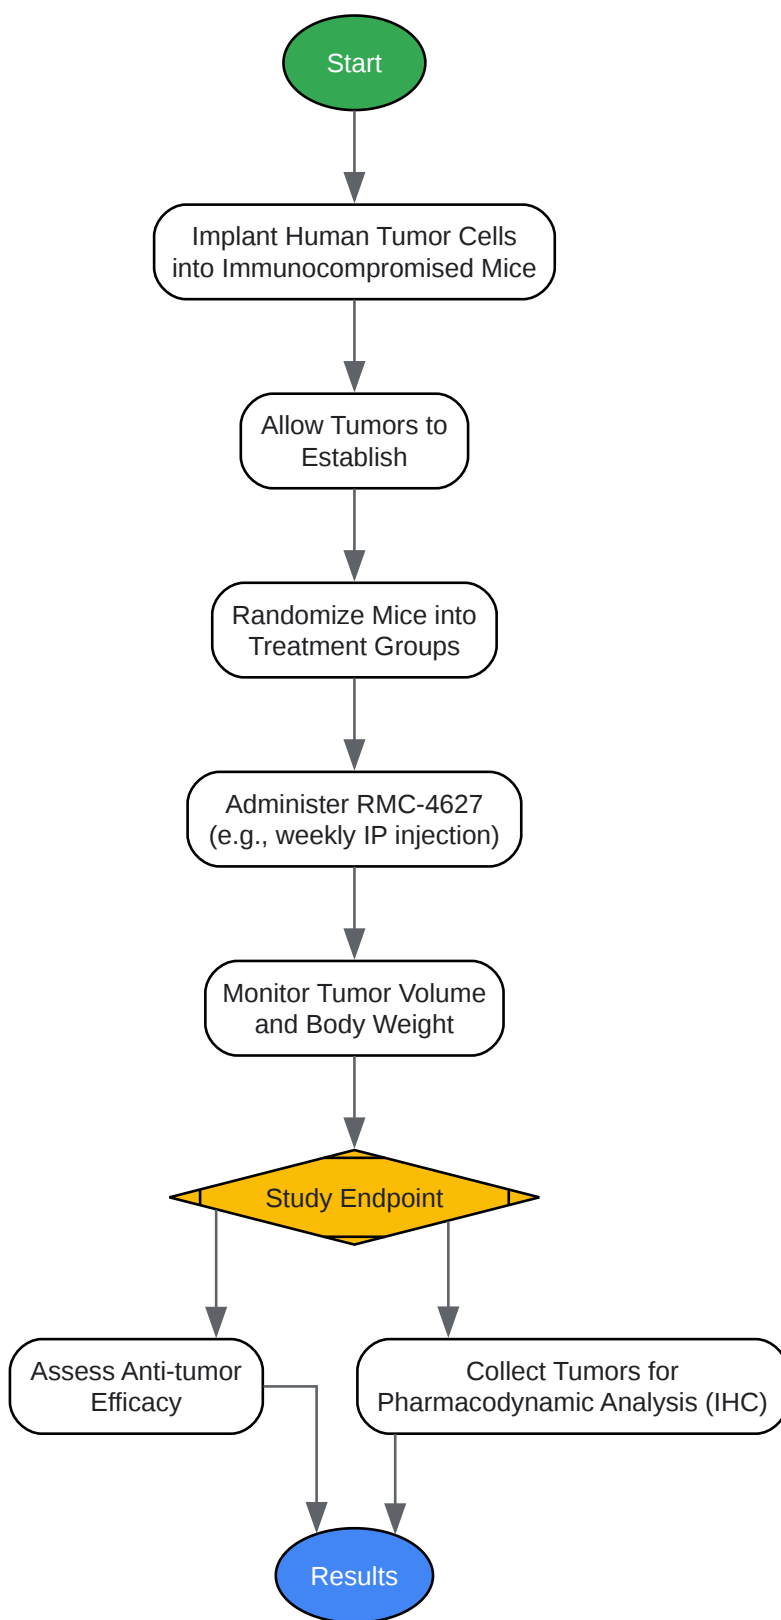 Start
Implant Human Tumor Cells
into Immunocompromised Mice
Allow Tumors to
Establish
Randomize Mice into
Treatment Groups
Administer RMC-4627
(e.g., weekly IP injection)
Monitor Tumor Volume
and Body Weight
Study Endpoint
Assess Anti-tumor
Efficacy
Collect Tumors for
Pharmacodynamic Analysis (IHC)
Results